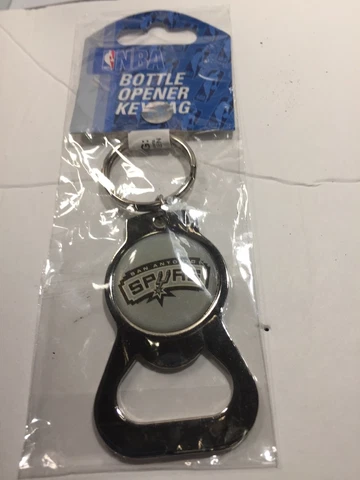 NBA
BOTTLE
OPENER
KEYTAG
SAN ANTONIO
SPURS